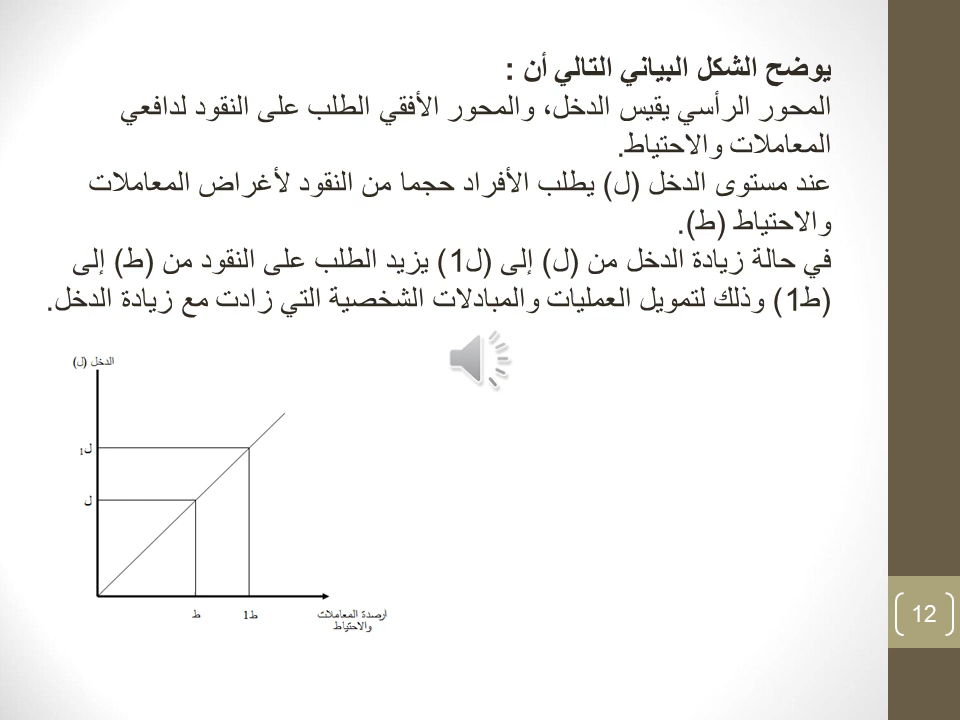 يوضح الشكل البياني التالي أن :
المحور الرأسي يقيس الدخل، والمحور الأفقي الطلب على النقود لدافعي
المعاملات والاحتياط.
عند مستوى الدخل (ل) يطلب الأفراد حجما من النقود لأغراض المعاملات
والاحتياط (ط).
في حالة زيادة الدخل من (ل) إلى (ل1) يزيد الطلب على النقود من (ط) إلى
(ط1) وذلك لتمويل العمليات والمبادلات الشخصية التي زادت مع زيادة الدخل.
الدخل (ل)
ل1
ل
ط
ط1
ارصدة المعاملات
والاحتياط
12